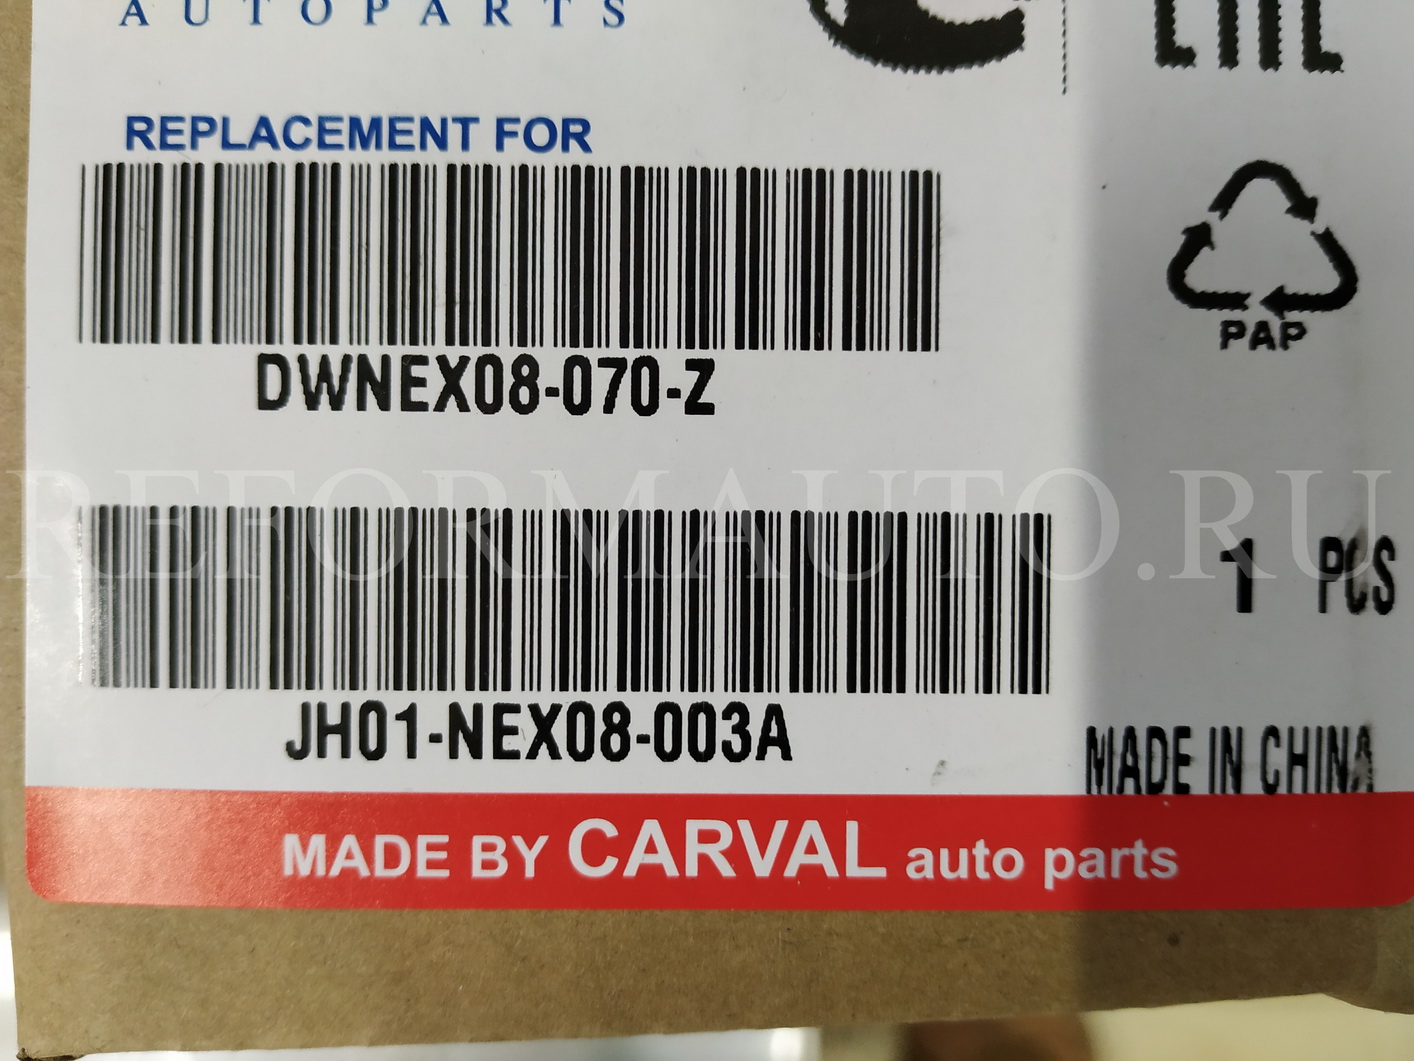 AUTOPARTS
REPLACEMENT FOR
DWNEX08-070-Z
PAP
REFORMAUTO.RU
1 PCS
JH01-NEX08-003A
MADE IN CHINA
MADE BY CARVAL auto parts